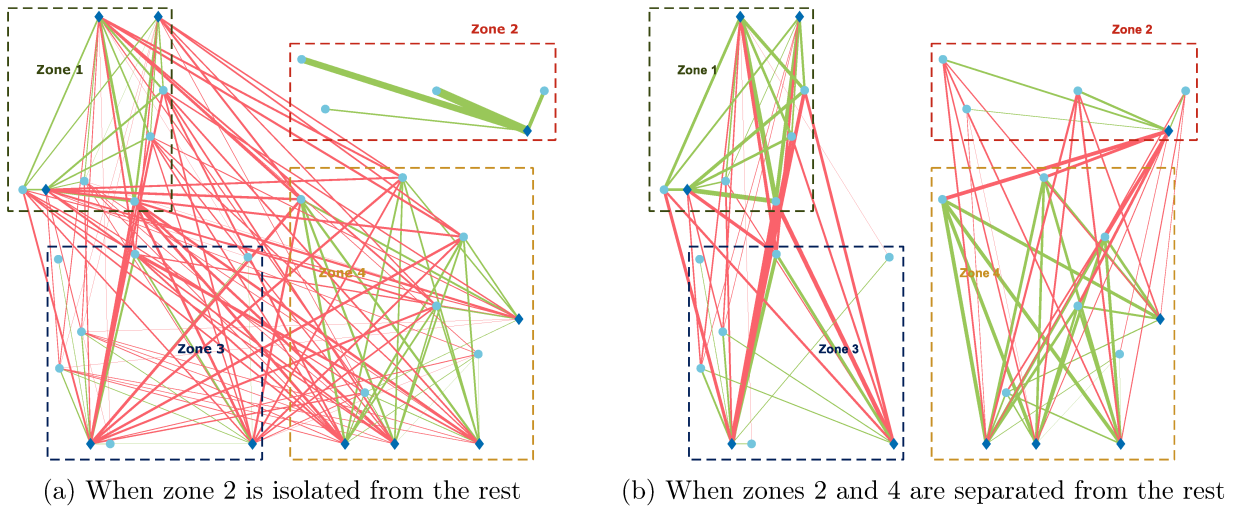 Zone 1
Zone 2
Zone 4
Zone 3
Zone 1
Zone 2
Zone 4
Zone 3
(a) When zone 2 is isolated from the rest
(b) When zones 2 and 4 are separated from the rest